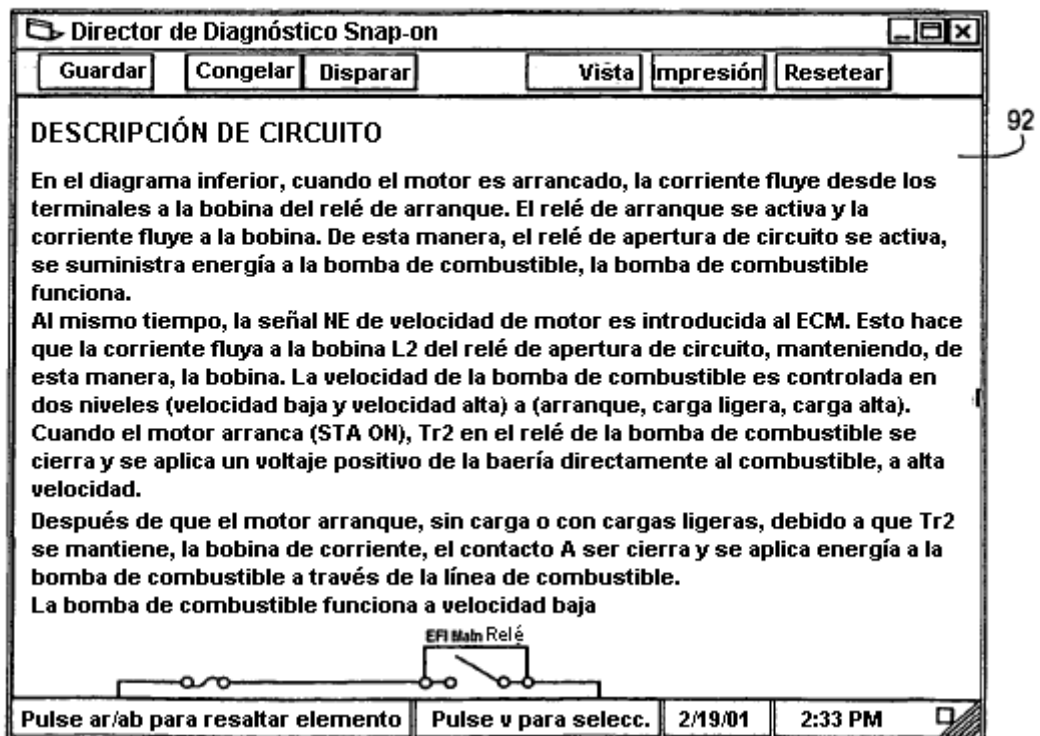 Director de Diagnóstico Snap-on
Guardar Congelar Disparar Vista Impresión Resetear
92
DESCRIPCIÓN DE CIRCUITO
En el diagrama inferior, cuando el motor es arrancado, la corriente fluye desde los
terminales a la bobina del relé de arranque. El relé de arranque se activa y la
corriente fluye a la bobina. De esta manera, el relé de apertura de circuito se activa,
se suministra energía a la bomba de combustible, la bomba de combustible
funciona.
Al mismo tiempo, la señal NE de velocidad de motor es introducida al ECM. Esto hace
que la corriente fluya a la bobina L2 del relé de apertura de circuito, manteniendo, de
esta manera, la bobina. La velocidad de la bomba de combustible es controlada en
dos niveles (velocidad baja y velocidad alta) a (arranque, carga ligera, carga alta).
Cuando el motor arranca (STA ON), Tr2 en el relé de la bomba de combustible se
cierra y se aplica un voltaje positivo de la baería directamente al combustible, a alta
velocidad.
Después de que el motor arranque, sin carga o con cargas ligeras, debido a que Tr2
se mantiene, la bobina de corriente, el contacto A ser cierra y se aplica energía a la
bomba de combustible a través de la línea de combustible.
La bomba de combustible funciona a velocidad baja
EFI Main Relé
Pulse ar/ab para resaltar elemento Pulse v para selecc. 2/19/01 2:33 PM